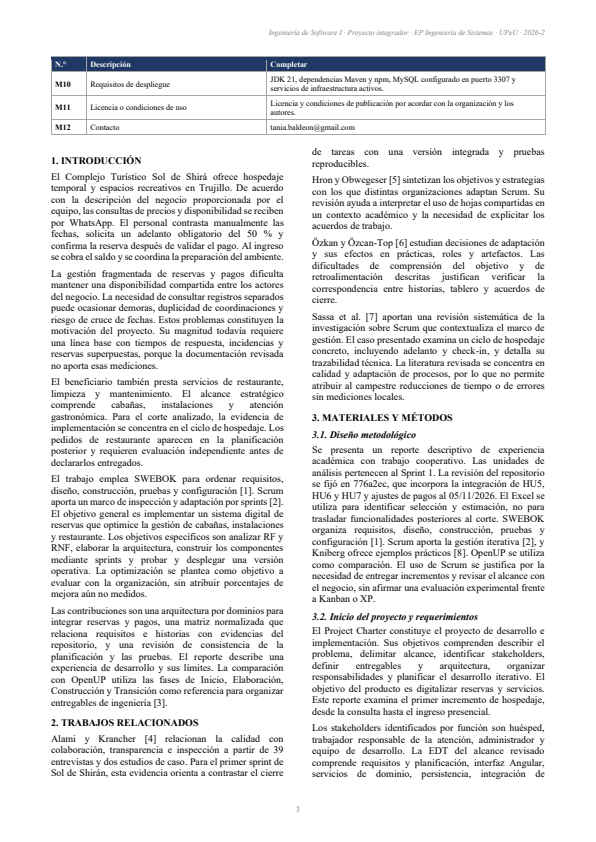 Ingeniería de Software I · Proyecto integrador · EP Ingeniería de Sistemas · UPeU · 2026-2
N.° Descripción Completar
M10 Requisitos de despliegue JDK 21, dependencias Maven y npm, MySQL configurado en puerto 3307 y
servicios de infraestructura activos.
M11 Licencia o condiciones de uso Licencia y condiciones de publicación por acordar con la organización y los
autores.
M12 Contacto tania.baldeon@gmail.com
1. INTRODUCCIÓN
El Complejo Turístico Sol de Shirá ofrece hospedaje
temporal y espacios recreativos en Trujillo. De acuerdo
con la descripción del negocio proporcionada por el
equipo, las consultas de precios y disponibilidad se reciben
por WhatsApp. El personal contrasta manualmente las
fechas, solicita un adelanto obligatorio del 50 % y
confirma la reserva después de validar el pago. Al ingreso
se cobra el saldo y se coordina la preparación del ambiente.
La gestión fragmentada de reservas y pagos dificulta
mantener una disponibilidad compartida entre los actores
del negocio. La necesidad de consultar registros separados
puede ocasionar demoras, duplicidad de coordinaciones y
riesgo de cruce de fechas. Estos problemas constituyen la
motivación del proyecto. Su magnitud todavía requiere
una línea base con tiempos de respuesta, incidencias y
reservas superpuestas, porque la documentación revisada
no aporta esas mediciones.
El beneficiario también presta servicios de restaurante,
limpieza y mantenimiento. El alcance estratégico
comprende cabañas, instalaciones y atención
gastronómica. Para el corte analizado, la evidencia de
implementación se concentra en el ciclo de hospedaje. Los
pedidos de restaurante aparecen en la planificación
posterior y requieren evaluación independiente antes de
declararlos entregados.
El trabajo emplea SWEBOK para ordenar requisitos,
diseño, construcción, pruebas y configuración [1]. Scrum
aporta un marco de inspección y adaptación por sprints [2].
El objetivo general es implementar un sistema digital de
reservas que optimice la gestión de cabañas, instalaciones
y restaurante. Los objetivos específicos son analizar RF y
RNF, elaborar la arquitectura, construir los componentes
mediante sprints y probar y desplegar una versión
operativa. La optimización se plantea como objetivo a
evaluar con la organización, sin atribuir porcentajes de
mejora aún no medidos.
Las contribuciones son una arquitectura por dominios para
integrar reservas y pagos, una matriz normalizada que
relaciona requisitos e historias con evidencias del
repositorio, y una revisión de consistencia de la
planificación y las pruebas. El reporte describe una
experiencia de desarrollo y sus límites. La comparación
con OpenUP utiliza las fases de Inicio, Elaboración,
Construcción y Transición como referencia para organizar
entregables de ingeniería [3].
2. TRABAJOS RELACIONADOS
Alami y Krancher [4] relacionan la calidad con
colaboración, transparencia e inspección a partir de 39
entrevistas y dos estudios de caso. Para el primer sprint de
Sol de Shirán, esta evidencia orienta a contrastar el cierre
de tareas con una versión integrada y pruebas
reproducibles.
Hron y Obwegeser [5] sintetizan los objetivos y estrategias
con los que distintas organizaciones adaptan Scrum. Su
revisión ayuda a interpretar el uso de hojas compartidas en
un contexto académico y la necesidad de explicitar los
acuerdos de trabajo.
Özkan y Özcan-Top [6] estudian decisiones de adaptación
y sus efectos en prácticas, roles y artefactos. Las
dificultades de comprensión del objetivo y de
retroalimentación descritas justifican verificar la
correspondencia entre historias, tablero y acuerdos de
cierre.
Sassa et al. [7] aportan una revisión sistemática de la
investigación sobre Scrum que contextualiza el marco de
gestión. El caso presentado examina un ciclo de hospedaje
concreto, incluyendo adelanto y check-in, y detalla su
trazabilidad técnica. La literatura revisada se concentra en
calidad y adaptación de procesos, por lo que no permite
atribuir al campestre reducciones de tiempo o de errores
sin mediciones locales.
3. MATERIALES Y MÉTODOS
3.1. Diseño metodológico
Se presenta un reporte descriptivo de experiencia
académica con trabajo cooperativo. Las unidades de
análisis pertenecen al Sprint 1. La revisión del repositorio
se fijó en 776a2ec, que incorpora la integración de HU5,
HU6 y HU7 y ajustes de pagos al 05/11/2026. El Excel se
utiliza para identificar selección y estimación, no para
trasladar funcionalidades posteriores al corte. SWEBOK
organiza requisitos, diseño, construcción, pruebas y
configuración [1]. Scrum aporta la gestión iterativa [2], y
Kniberg ofrece ejemplos prácticos [8]. OpenUP se utiliza
como comparación. El uso de Scrum se justifica por la
necesidad de entregar incrementos y revisar el alcance con
el negocio, sin afirmar una evaluación experimental frente
a Kanban o XP.
3.2. Inicio del proyecto y requerimientos
El Project Charter constituye el proyecto de desarrollo e
implementación. Sus objetivos comprenden describir el
problema, delimitar alcance, identificar stakeholders,
definir entregables y arquitectura, organizar
responsabilidades y planificar el desarrollo iterativo. El
objetivo del producto es digitalizar reservas y servicios.
Este reporte examina el primer incremento de hospedaje,
desde la consulta hasta el ingreso presencial.
Los stakeholders identificados por función son huésped,
trabajador responsable de la atención, administrador y
equipo de desarrollo. La EDT del alcance revisado
comprende requisitos y planificación, interfaz Angular,
servicios de dominio, persistencia, integración de
3